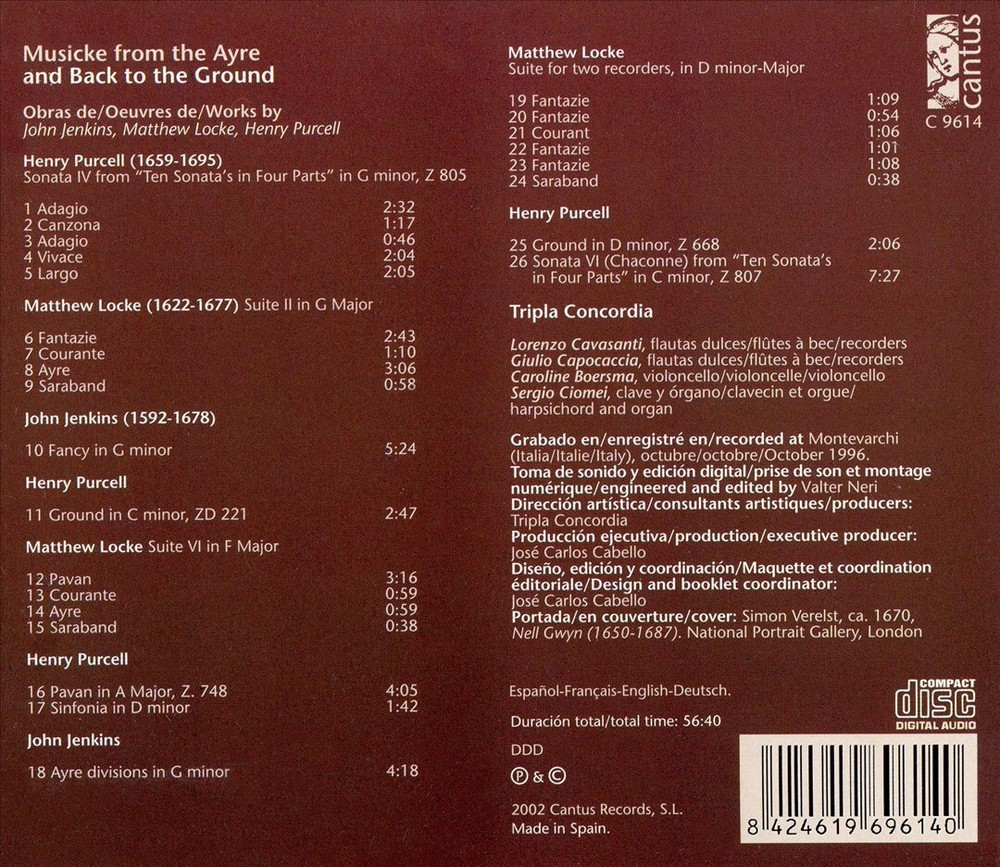 Musicke from the Ayre
and Back to the Ground
Obras de/Oeuvres de/Works by
John Jenkins, Matthew Locke, Henry Purcell
Henry Purcell (1659-1695)
Sonata IV from “Ten Sonata’s in Four Parts” in G minor, Z 805
1 Adagio 2:32
2 Canzona 1:17
3 Adagio 0:46
4 Vivace 2:04
5 Largo 2:05
Matthew Locke (1622-1677) Suite II in G Major
6 Fantazie 2:43
7 Courante 1:10
8 Ayre 3:06
9 Saraband 0:58
John Jenkins (1592-1678)
10 Fancy in G minor 5:24
Henry Purcell
11 Ground in C minor, ZD 221 2:47
Matthew Locke Suite VI in F Major
12 Pavan 3:16
13 Courante 0:59
14 Ayre 0:59
15 Saraband 0:38
Henry Purcell
16 Pavan in A Major, Z. 748 4:05
17 Sinfonia in D minor 1:42
John Jenkins
18 Ayre divisions in G minor 4:18
Matthew Locke
Suite for two recorders, in D minor-Major
19 Fantazie 1:09
20 Fantazie 0:54
21 Courant 1:06
22 Fantazie 1:01
23 Fantazie 1:08
24 Saraband 0:38
Henry Purcell
25 Ground in D minor, Z 668 2:06
26 Sonata VI (Chaconne) from “Ten Sonata’s
in Four Parts” in C minor, Z 807 7:27
Tripla Concordia
Lorenzo Cavasanti, flautas dulces/flûtes à bec/recorders
Giulio Capocaccia, flautas dulces/flûtes à bec/recorders
Caroline Boersma, violoncello/violoncelle/violoncello
Sergio Ciomei, clave y órgano/clavecin et orgue/
harpsichord and organ
Grabado en/enregistré en/recorded at Montevarchi
(Italia/Italie/Italy), octubre/octobre/October 1996.
Toma de sonido y edición digital/prise de son et montage
numérique/engineered and edited by Valter Neri
Dirección artística/consultants artistiques/producers:
Tripla Concordia
Producción ejecutiva/production/executive producer:
José Carlos Cabello
Diseño, edición y coordinación/Maquette et coordination
éditoriale/Design and booklet coordinator:
José Carlos Cabello
Portada/en couverture/cover: Simon Verelst, ca. 1670,
Nell Gwyn (1650-1687). National Portrait Gallery, London
Español-Français-English-Deutsch.
Duración total/total time: 56:40
DDD
Ⓟ & ©
2002 Cantus Records, S.L.
Made in Spain.
cantus
C 9614
COMPACT
disc
DIGITAL AUDIO
8 424619 696140